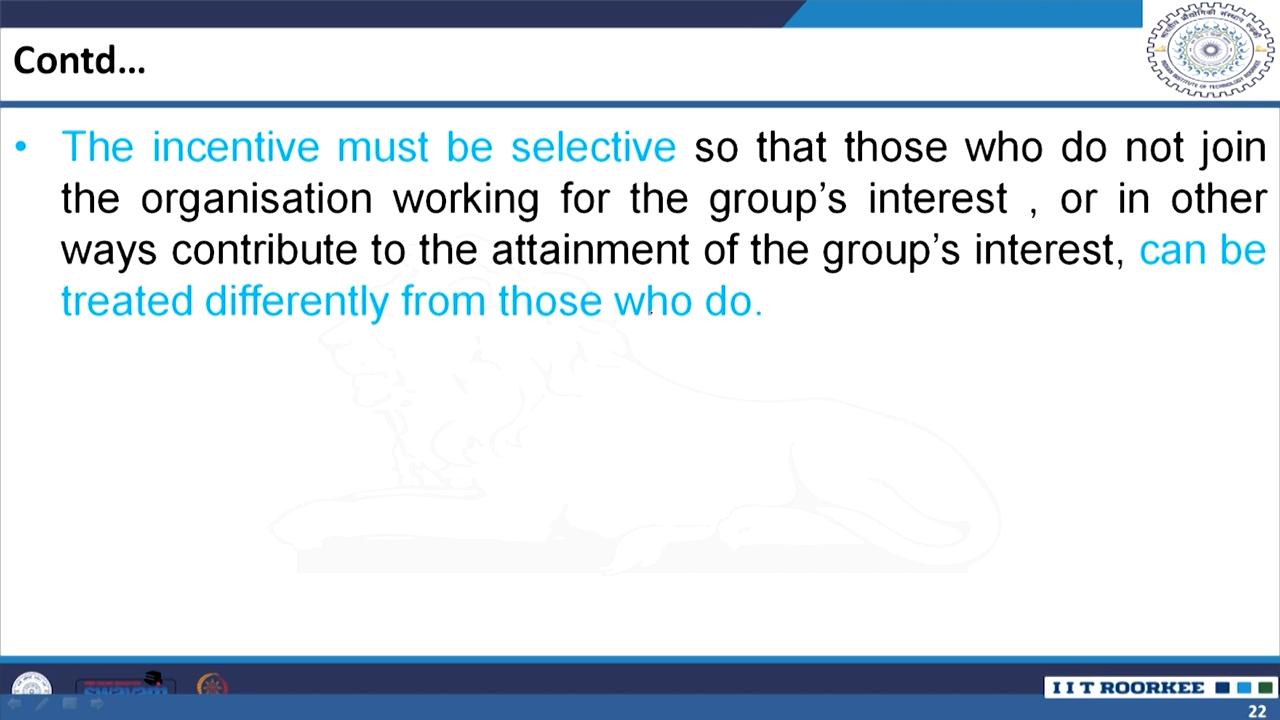 Contd...
• The incentive must be selective so that those who do not join
the organisation working for the group's interest , or in other
ways contribute to the attainment of the group's interest, can be
treated differently from those who do.
swayam
I I T ROORKEE
22